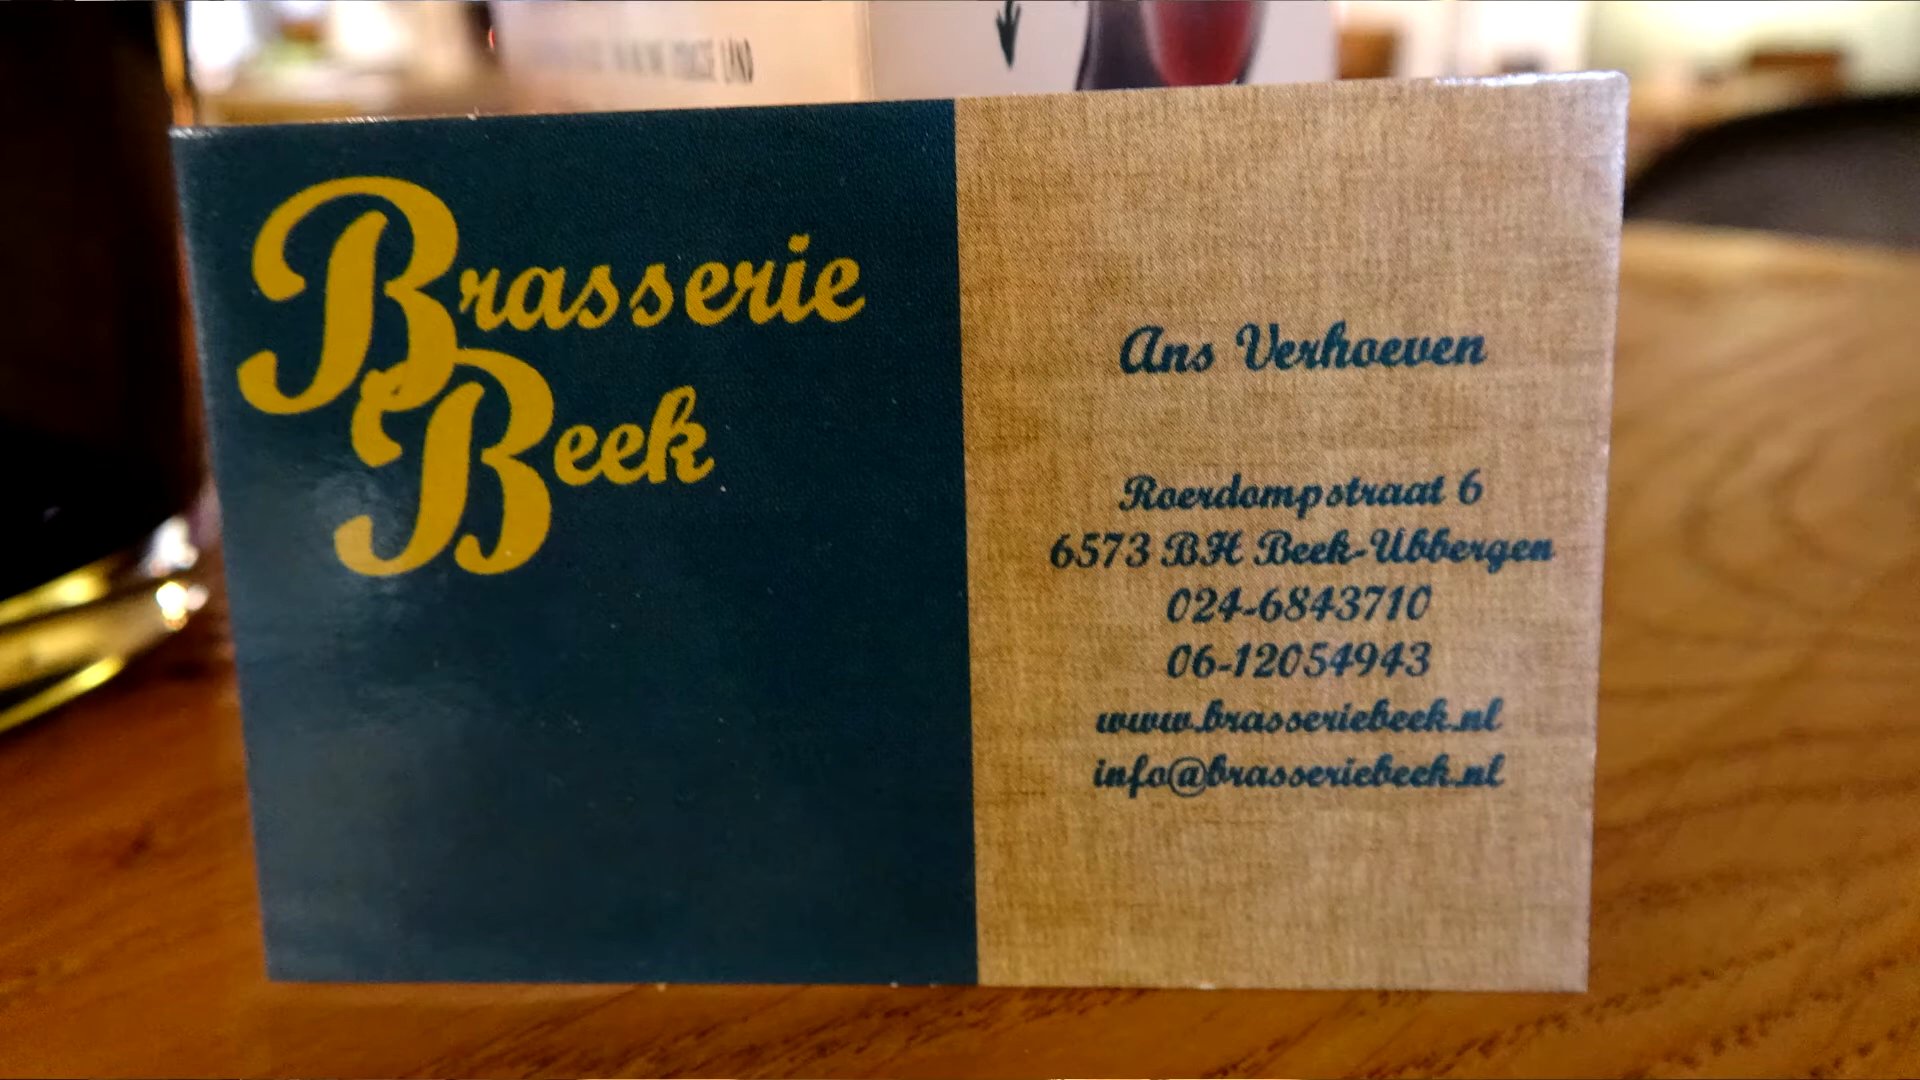 LAND
Brasserie
Beek
Ans Verhoeven
Roerdompstraat 6
6573 BH Beek-Ubbergen
024-6843710
06-12054943
www.brasseriebeek.nl
info@brasseriebeek.nl